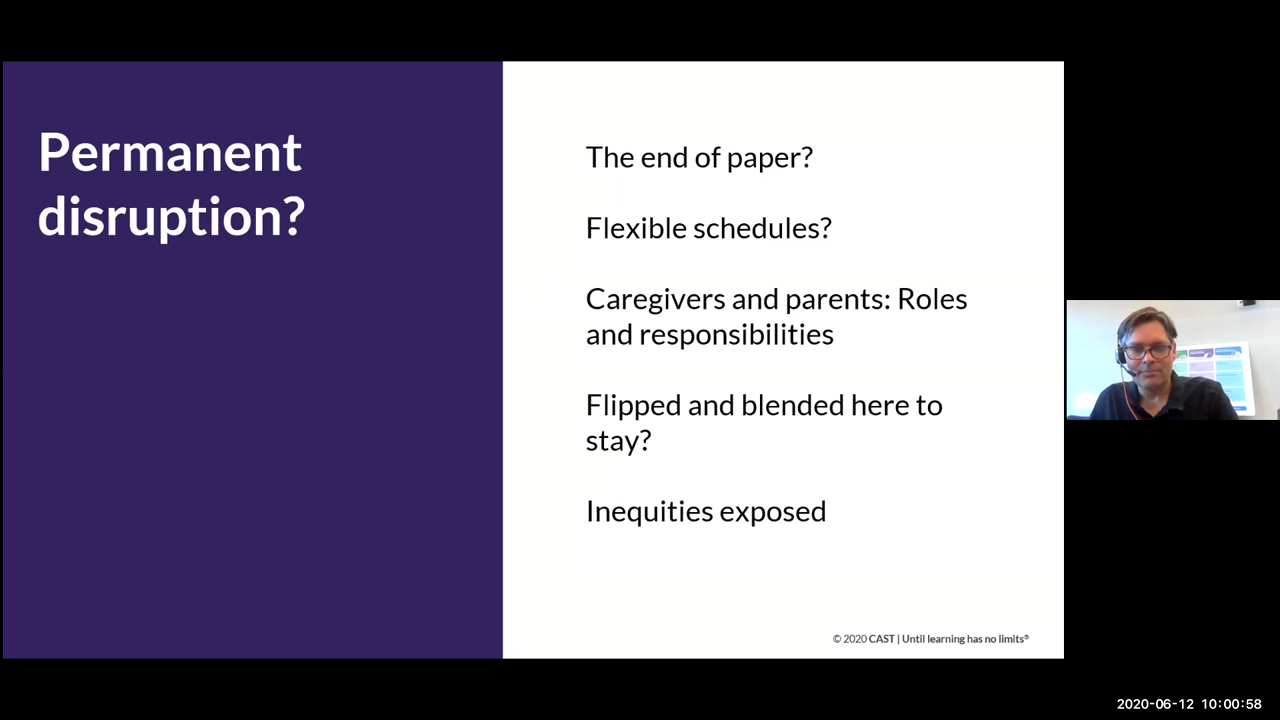 Permanent
disruption?
The end of paper?
Flexible schedules?
Caregivers and parents: Roles
and responsibilities
Flipped and blended here to
stay?
Inequities exposed
© 2020 CAST | Until learning has no limits®
2020-06-12 10:00:58